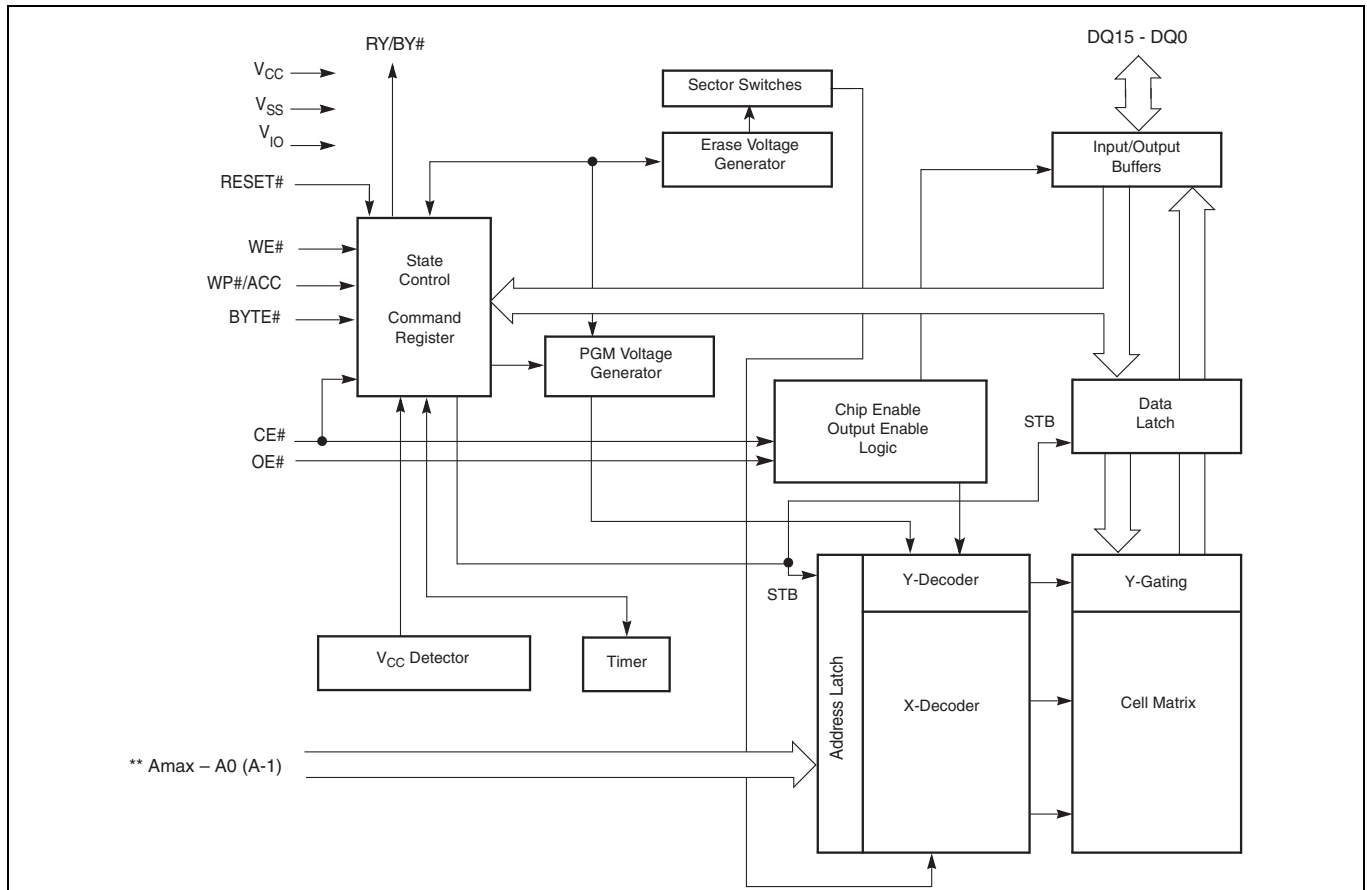 RY/BY#
DQ15 - DQ0
VCC
VSS
VIO
Sector Switches
Erase Voltage
Generator
Input/Output
Buffers
RESET#
WE#
WP#/ACC
BYTE#
State
Control
Command
Register
PGM Voltage
Generator
Chip Enable
Output Enable
Logic
STB
Data
Latch
CE#
OE#
STB
Y-Decoder
Y-Gating
VCC Detector
Timer
Address Latch
X-Decoder
Cell Matrix
** Amax – A0 (A-1)